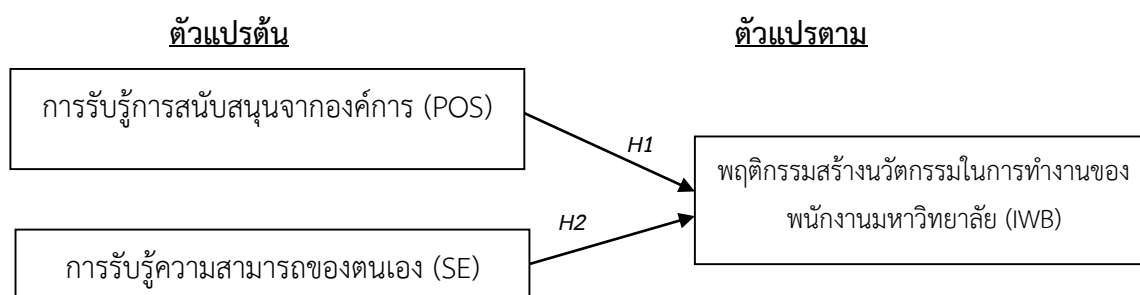 ตัวแปรต้น
ตัวแปรตาม
การรับรู้การสนับสนุนจากองค์การ (POS)
H1
พฤติกรรมสร้างนวัตกรรมในการทำงานของ
พนักงานมหาวิทยาลัย (IWB)
H2
การรับรู้ความสามารถของตนเอง (SE)